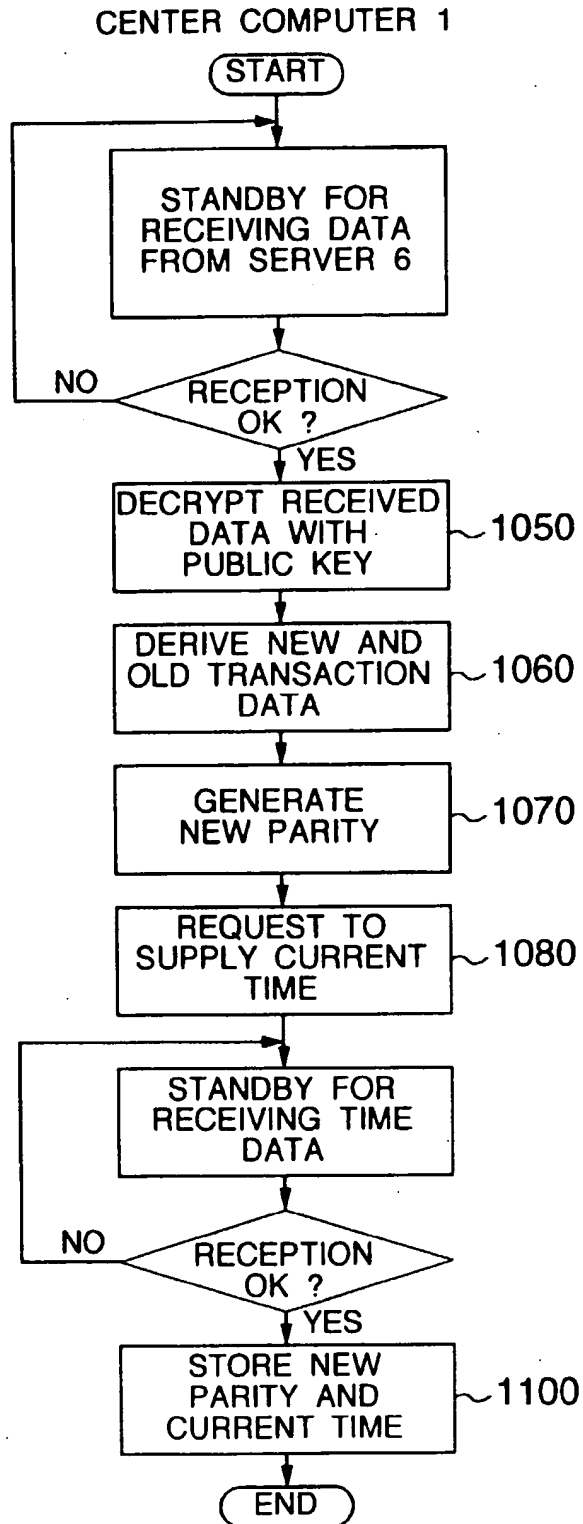 CENTER COMPUTER 1
START
STANDBY FOR
RECEIVING DATA
FROM SERVER 6
NO
RECEPTION
OK ?
YES
DECRYPT RECEIVED
DATA WITH
PUBLIC KEY
1050
DERIVE NEW AND
OLD TRANSACTION
DATA
1060
GENERATE
NEW PARITY
1070
REQUEST TO
SUPPLY CURRENT
TIME
1080
STANDBY FOR
RECEIVING TIME
DATA
NO
RECEPTION
OK ?
YES
STORE NEW
PARITY AND
CURRENT TIME
1100
END